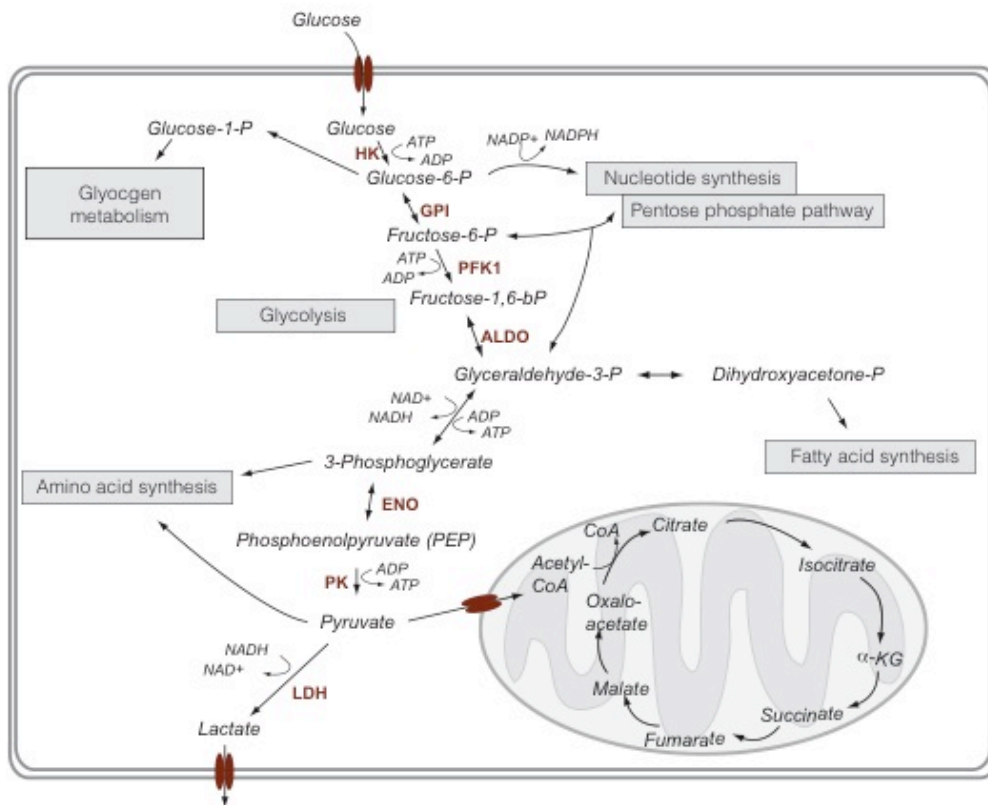 Glucose
Glucose-1-P
Glucose
HK
ATP
ADP
NADP+
NADPH
Glucose-6-P
Glyocgen
metabolism
Nucleotide synthesis
Pentose phosphate pathway
GPI
Fructose-6-P
ATP
ADP
PFK1
Fructose-1,6-bP
Glycolysis
ALDO
Glyceraldehyde-3-P
Dihydroxyacetone-P
NAD+
NADH
ADP
ATP
3-Phosphoglycerate
Fatty acid synthesis
Amino acid synthesis
ENO
Phosphoenolpyruvate (PEP)
PK
ADP
ATP
Pyruvate
CoA
Citrate
Acetyl-
CoA
Isocitrate
Oxalo-
acetate
α-KG
Malate
Succinate
Fumarate
NADH
NAD+
LDH
Lactate